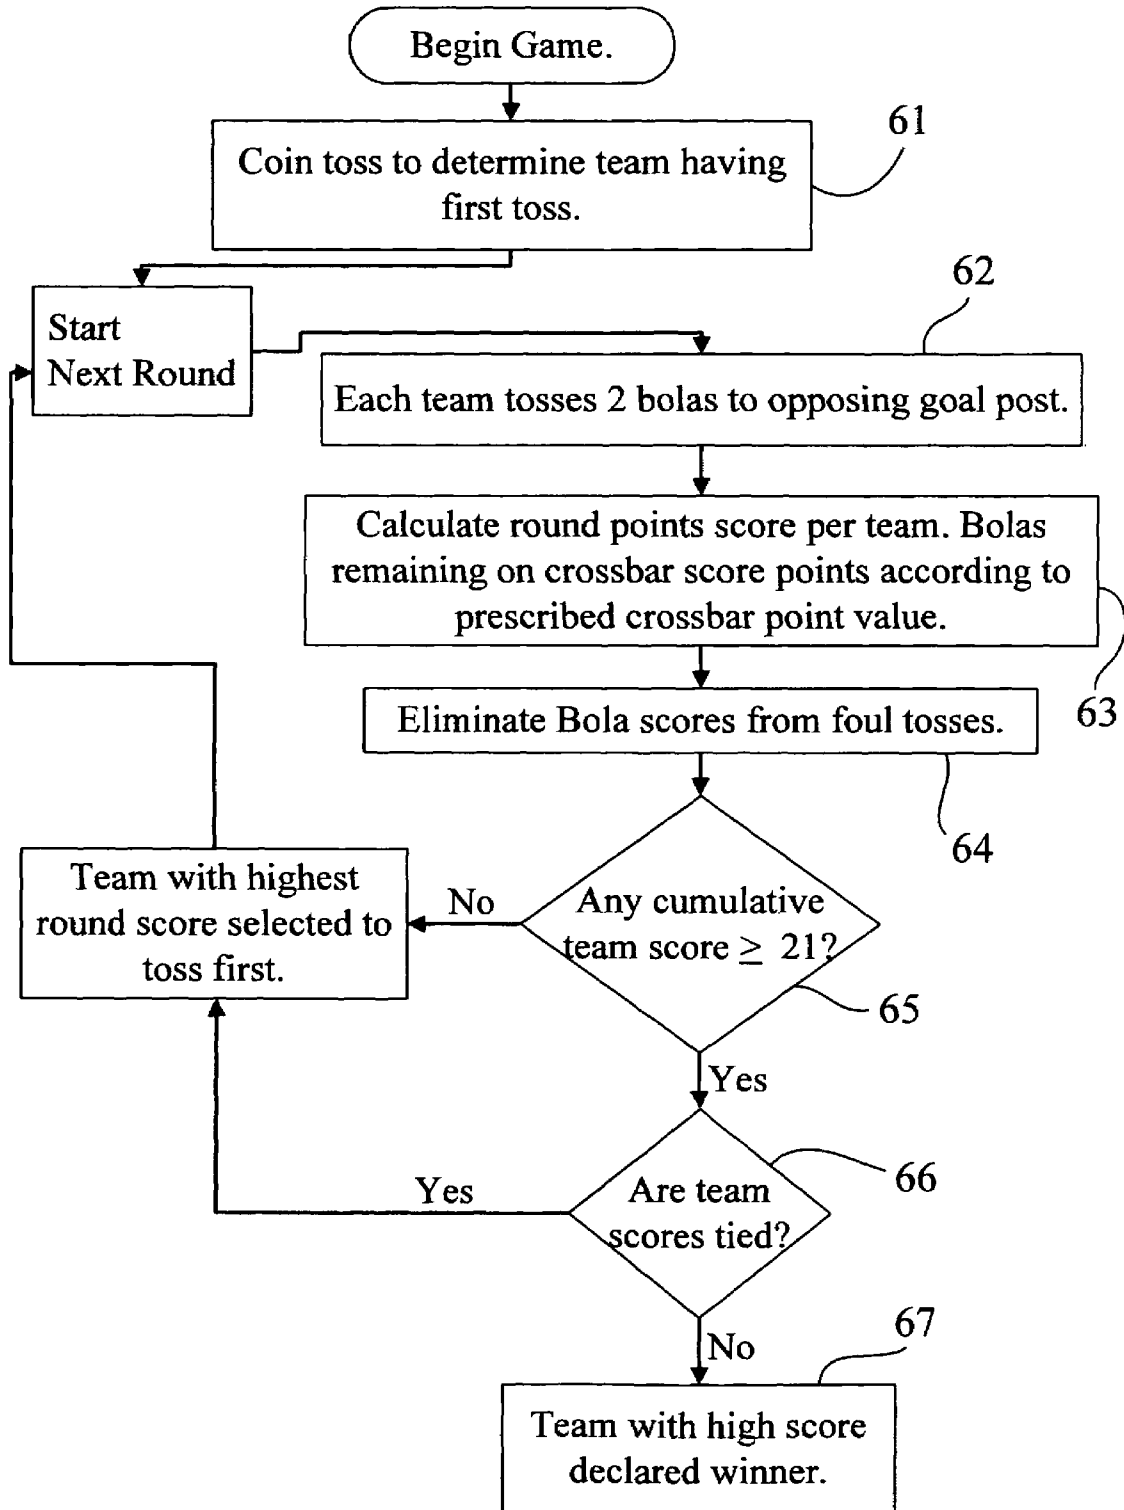 Begin Game.
61
Coin toss to determine team having
first toss.
62
Start
Next Round
Each team tosses 2 bolas to opposing goal post.
Calculate round points score per team. Bolas
remaining on crossbar score points according to
prescribed crossbar point value.
63
Eliminate Bola scores from foul tosses.
64
Team with highest
round score selected to
toss first.
No
Any cumulative
team score ≥ 21?
65
Yes
66
Yes
Are team
scores tied?
67
No
Team with high score
declared winner.